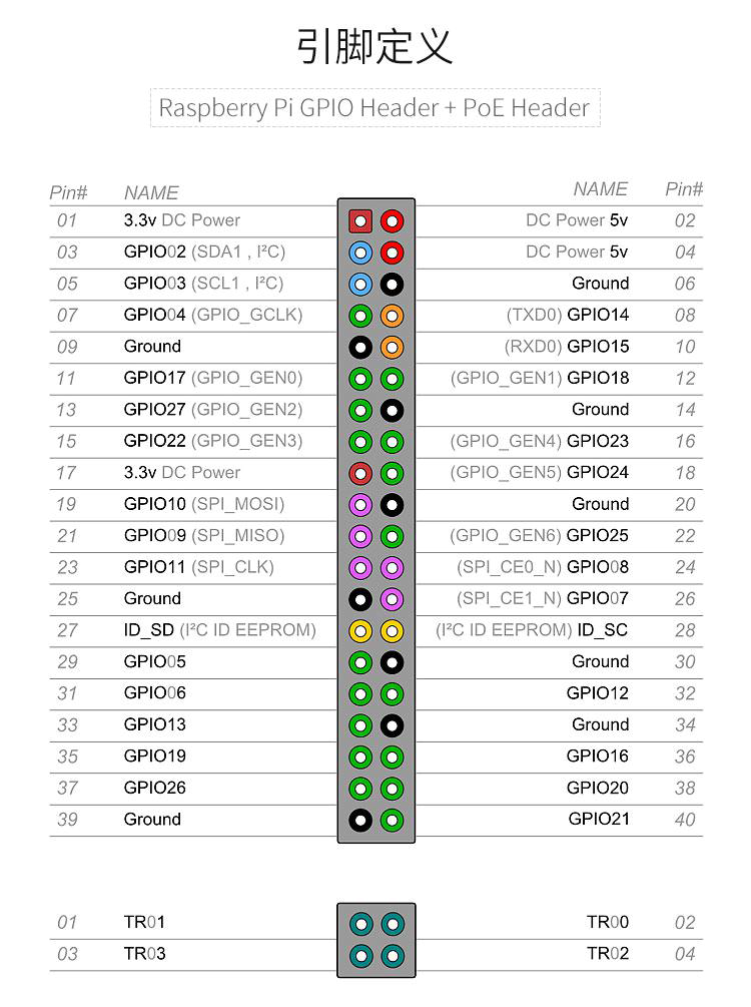 引脚定义
Raspberry Pi GPIO Header + PoE Header
Pin# NAME NAME Pin#
01 3.3v DC Power DC Power 5v 02
03 GPIO02 (SDA1 , I²C) DC Power 5v 04
05 GPIO03 (SCL1 , I²C) Ground 06
07 GPIO04 (GPIO_GCLK) (TXD0) GPIO14 08
09 Ground (RXD0) GPIO15 10
11 GPIO17 (GPIO_GEN0) (GPIO_GEN1) GPIO18 12
13 GPIO27 (GPIO_GEN2) Ground 14
15 GPIO22 (GPIO_GEN3) (GPIO_GEN4) GPIO23 16
17 3.3v DC Power (GPIO_GEN5) GPIO24 18
19 GPIO10 (SPI_MOSI) Ground 20
21 GPIO09 (SPI_MISO) (GPIO_GEN6) GPIO25 22
23 GPIO11 (SPI_CLK) (SPI_CE0_N) GPIO08 24
25 Ground (SPI_CE1_N) GPIO07 26
27 ID_SD (I²C ID EEPROM) (I²C ID EEPROM) ID_SC 28
29 GPIO05 Ground 30
31 GPIO06 GPIO12 32
33 GPIO13 Ground 34
35 GPIO19 GPIO16 36
37 GPIO26 GPIO20 38
39 Ground GPIO21 40
01 TR01 TR00 02
03 TR03 TR02 04